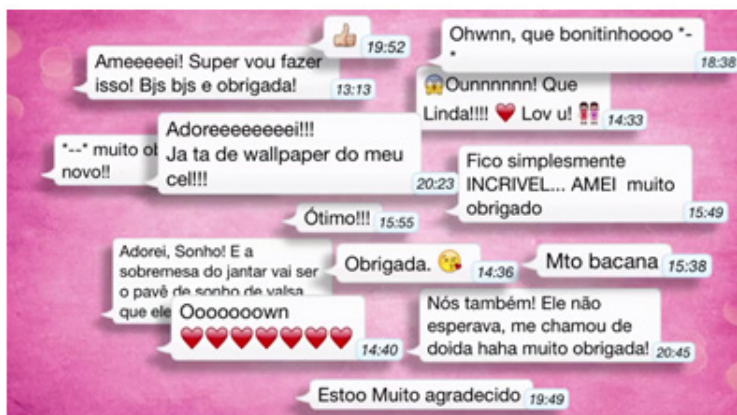 19:52
Ameeeeei! Super vou fazer
isso! Bjs bjs e obrigada! 13:13
Ohwnn, que bonitinhoooo *-
*
18:38
Ounnnnnn! Que
Linda!!!! ❤️ Lov u! 14:33
*--* muito
novo!!
Adoreeeeeeeei!!!
Ja ta de wallpaper do meu
cel!!! 20:23
Fico simplesmente
INCRIVEL... AMEI muito
obrigado 15:49
Ótimo!!! 15:55
Adorei, Sonho! E a
sobremesa do jantar vai ser
o pavê de sonho de valsa
que ele
Obrigada. 😘 14:36
Mto bacana 15:38
Ooooooown
❤️❤️❤️❤️❤️❤️❤️ 14:40
Nós também! Ele não
esperava, me chamou de
doida haha muito obrigada! 20:45
Estoo Muito agradecido 19:49